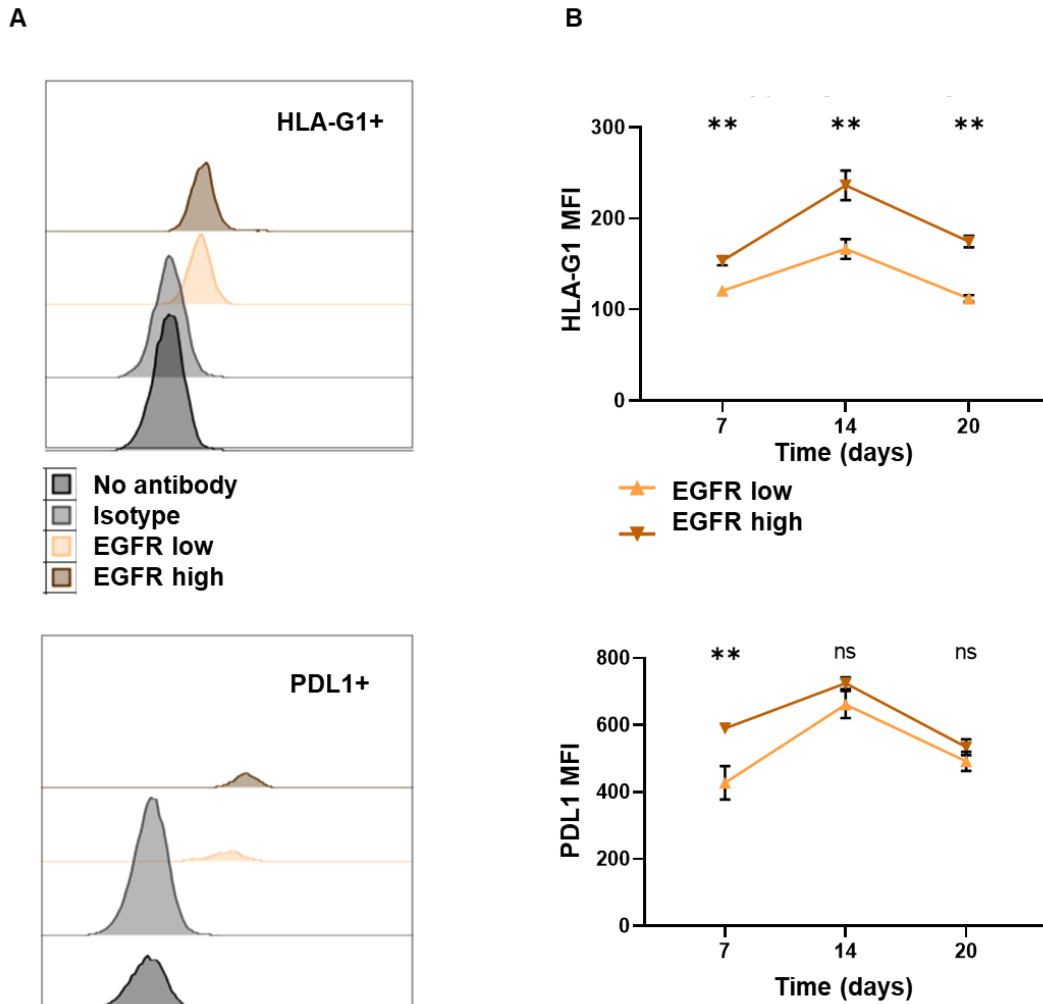 A
B
HLA-G1+
No antibody
Isotype
EGFR low
EGFR high
PDL1+
HLA-G1 MFI
300
200
100
0
** ** **
7 14 20
Time (days)
EGFR low
EGFR high
PDL1 MFI
800
600
400
200
0
** ns ns
7 14 20
Time (days)